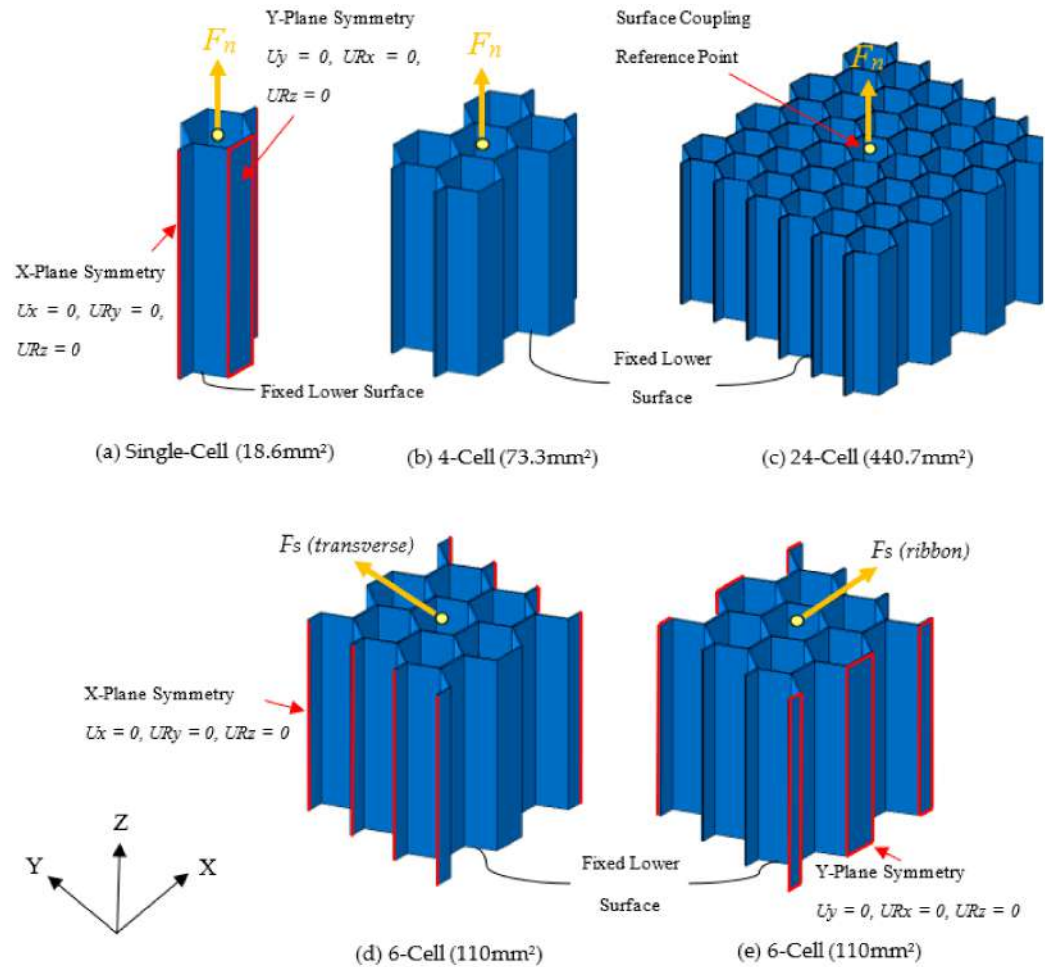 Y-Plane Symmetry
Uy = 0, URx = 0,
URz = 0
Fn
X-Plane Symmetry
Ux = 0, URy = 0,
URz = 0
Fixed Lower Surface
Fn
Surface Coupling
Reference Point
Fn
Fixed Lower
Surface
(a) Single-Cell (18.6mm²)
(b) 4-Cell (73.3mm²)
(c) 24-Cell (440.7mm²)
Fs (transverse)
Fs (ribbon)
X-Plane Symmetry
Ux = 0, URy = 0, URz = 0
Z
Y
X
Fixed Lower
Surface
Y-Plane Symmetry
Uy = 0, URx = 0, URz = 0
(d) 6-Cell (110mm²)
(e) 6-Cell (110mm²)